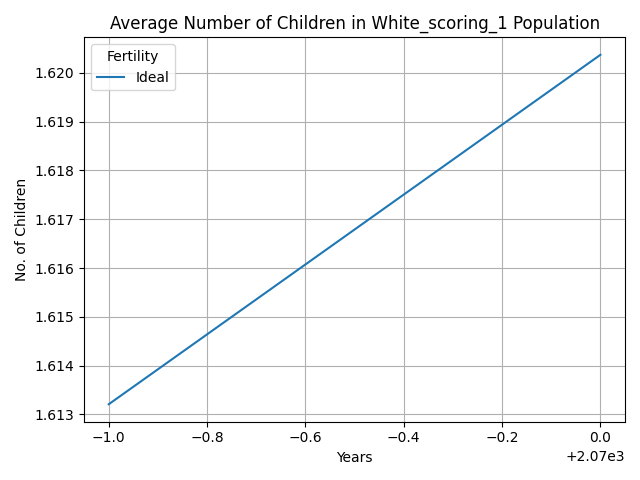 Average Number of Children in White_scoring_1 Population
Fertility
Ideal
No. of Children
1.620
1.619
1.618
1.617
1.616
1.615
1.614
1.613
−1.0 −0.8 −0.6 −0.4 −0.2 0.0
Years
+2.07e3